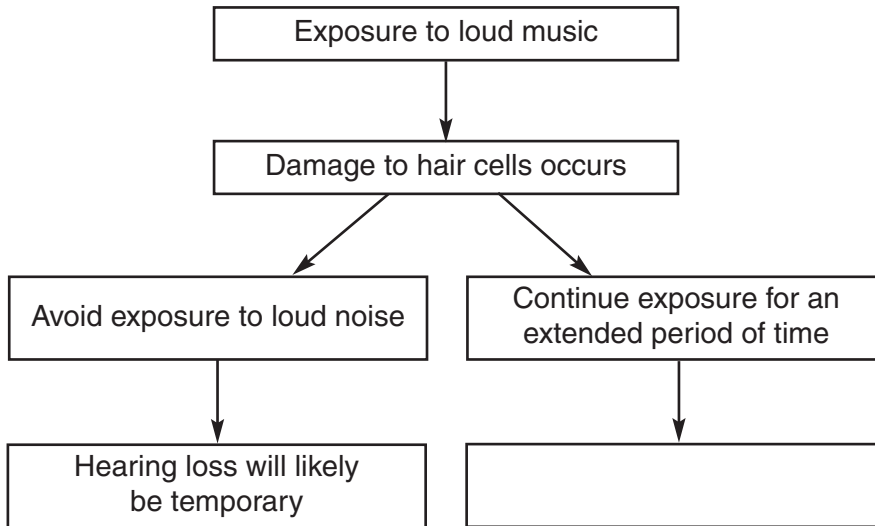 Exposure to loud music
Damage to hair cells occurs
Avoid exposure to loud noise
Continue exposure for an
extended period of time
Hearing loss will likely
be temporary